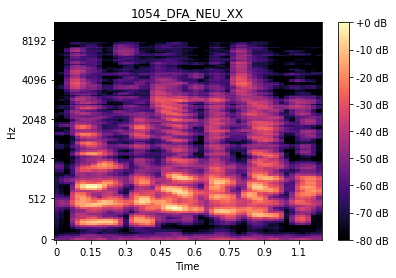 1054_DFA_NEU_XX
+0 dB
8192
-10 dB
4096
-20 dB
-30 dB
2048
Hz
-40 dB
1024
-50 dB
512
-60 dB
-70 dB
0
-80 dB
0 0.15 0.3 0.45 0.6 0.75 0.9 1.1
Time